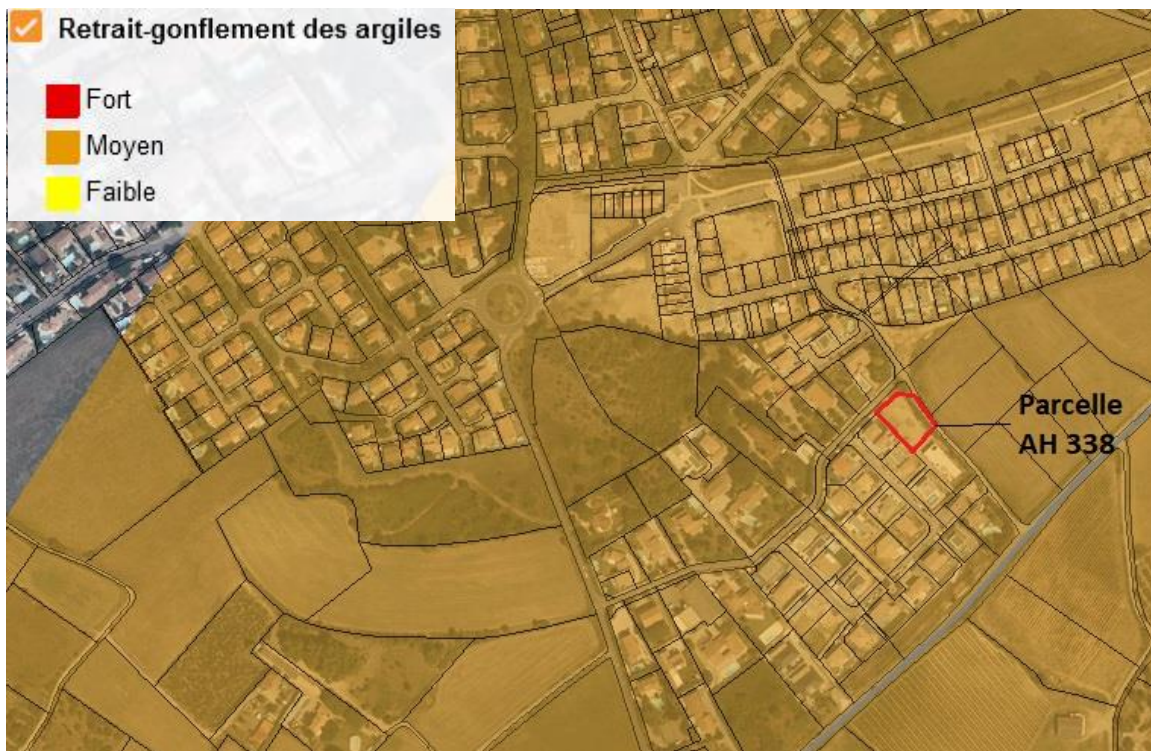 Retrait-gonflement des argiles
Fort
Moyen
Faible
Parcelle
AH 338